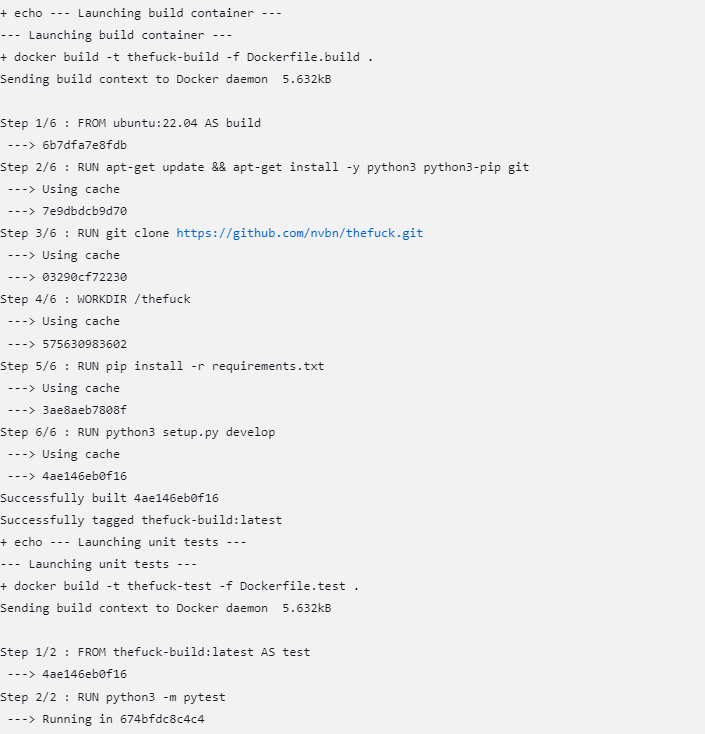 + echo --- Launching build container ---
--- Launching build container ---
+ docker build -t thefuck-build -f Dockerfile.build .
Sending build context to Docker daemon  5.632kB
Step 1/6 : FROM ubuntu:22.04 AS build
 ---> 6b7dfa7e8fdb
Step 2/6 : RUN apt-get update && apt-get install -y python3 python3-pip git
 ---> Using cache
 ---> 7e9dbdcb9d70
Step 3/6 : RUN git clone https://github.com/nvbn/thefuck.git
 ---> Using cache
 ---> 03290cf72230
Step 4/6 : WORKDIR /thefuck
 ---> Using cache
 ---> 575630983602
Step 5/6 : RUN pip install -r requirements.txt
 ---> Using cache
 ---> 3ae8aeb7808f
Step 6/6 : RUN python3 setup.py develop
 ---> Using cache
 ---> 4ae146eb0f16
Successfully built 4ae146eb0f16
Successfully tagged thefuck-build:latest
+ echo --- Launching unit tests ---
--- Launching unit tests ---
+ docker build -t thefuck-test -f Dockerfile.test .
Sending build context to Docker daemon  5.632kB
Step 1/2 : FROM thefuck-build:latest AS test
 ---> 4ae146eb0f16
Step 2/2 : RUN python3 -m pytest
 ---> Running in 674bfdc8c4c4